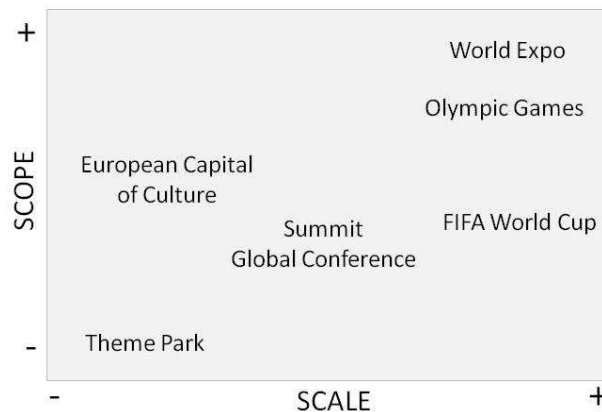 +
World Expo
Olympic Games
European Capital
of Culture
SCOPE
Summit
Global Conference
FIFA World Cup
-
Theme Park
-
SCALE
+